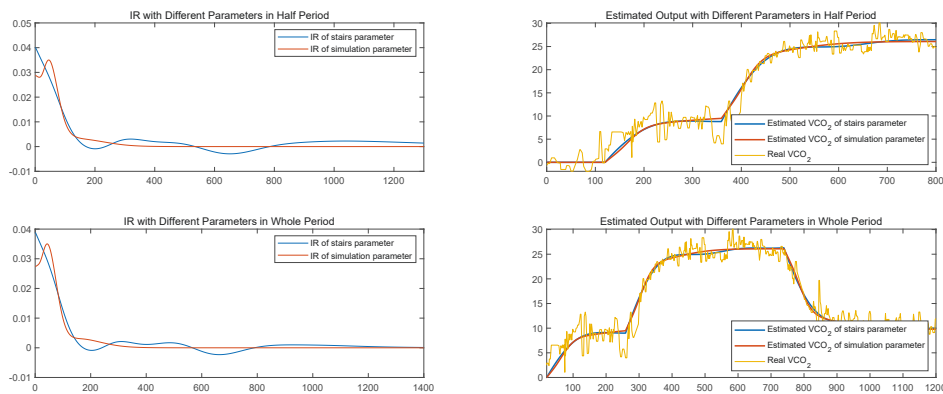 IR with Different Parameters in Half Period
0.05
0.04
0.03
0.02
0.01
0
-0.01
0 200 400 600 800 1000 1200
IR of stairs parameter
IR of simulation parameter
Estimated Output with Different Parameters in Half Period
30
25
20
15
10
5
0
0 100 200 300 400 500 600 700 800
Estimated VCO2 of stairs parameter
Estimated VCO2 of simulation parameter
Real VCO2
IR with Different Parameters in Whole Period
0.04
0.03
0.02
0.01
0
-0.01
0 200 400 600 800 1000 1200 1400
IR of stairs parameter
IR of simulation parameter
Estimated Output with Different Parameters in Whole Period
30
25
20
15
10
5
0
100 200 300 400 500 600 700 800 900 1000 1100 1200
Estimated VCO2 of stairs parameter
Estimated VCO2 of simulation parameter
Real VCO2